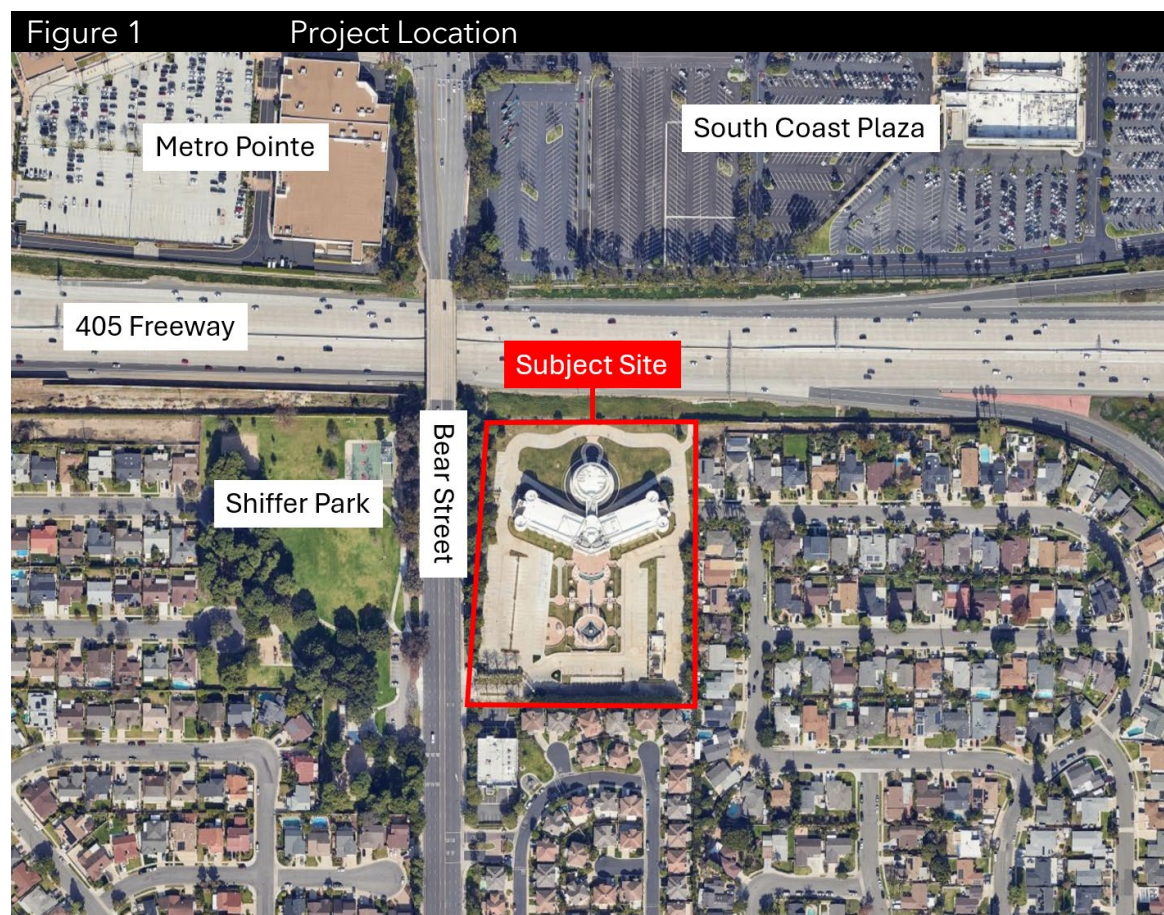 Figure 1 Project Location
South Coast Plaza
Metro Pointe
405 Freeway
Subject Site
Bear Street
Shiffer Park